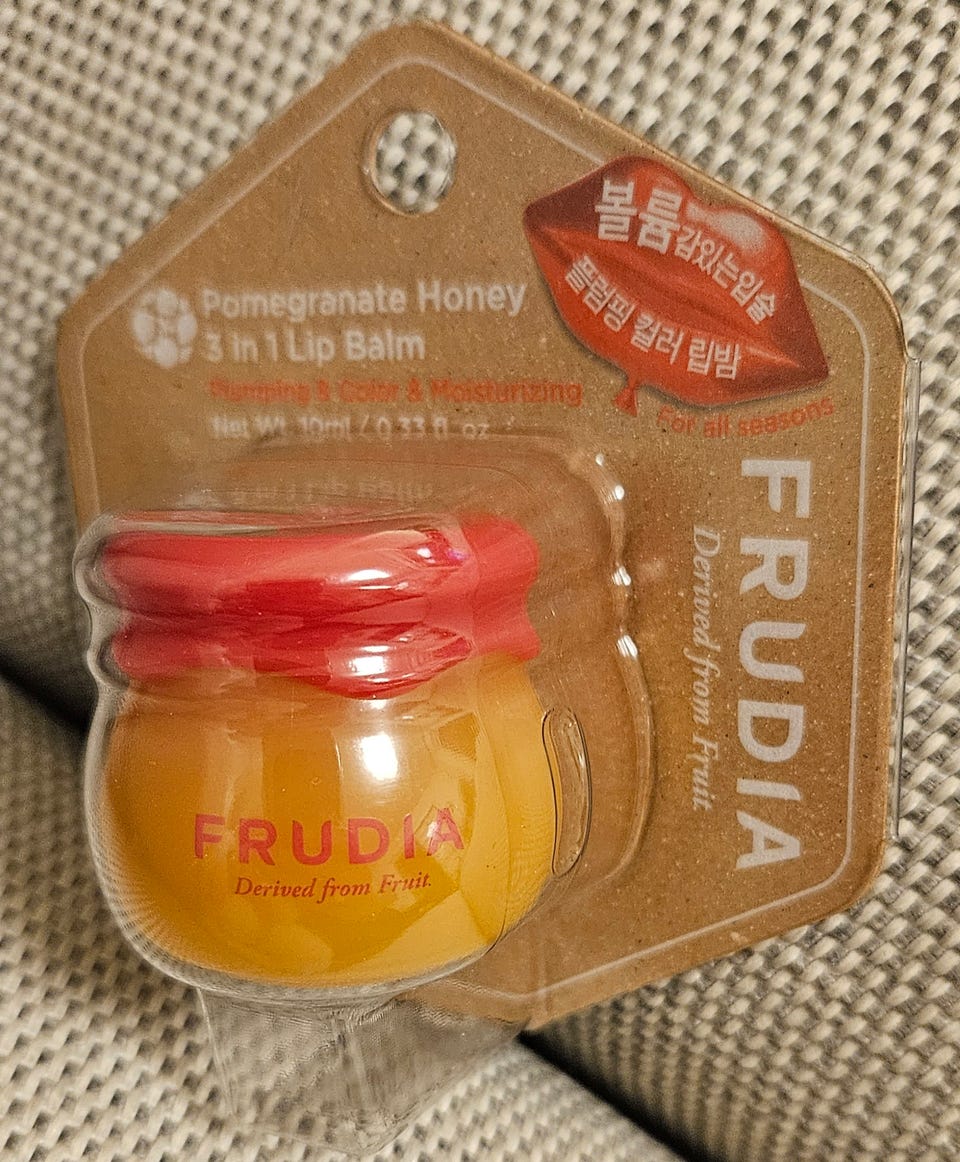 Pomegranate Honey
3 in 1 Lip Balm
Plumping & Color & Moisturizing
Net Wt. 10ml / 0.33 fl. oz
볼륨감있는입술
플럼핑 컬러 립밤
For all seasons
FRUDIA
Derived from Fruit
FRUDIA
Derived from Fruit.